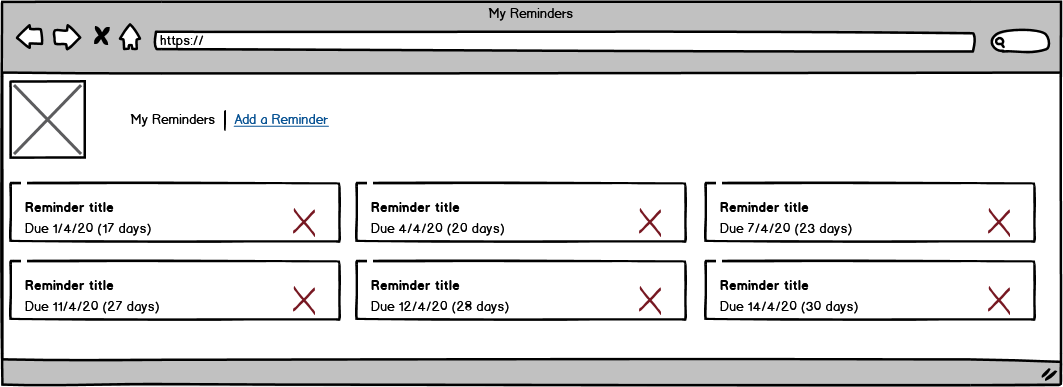 My Reminders
https://
My Reminders | Add a Reminder
Reminder title
Due 1/4/20 (17 days)
Reminder title
Due 4/4/20 (20 days)
Reminder title
Due 7/4/20 (23 days)
Reminder title
Due 11/4/20 (27 days)
Reminder title
Due 12/4/20 (28 days)
Reminder title
Due 14/4/20 (30 days)